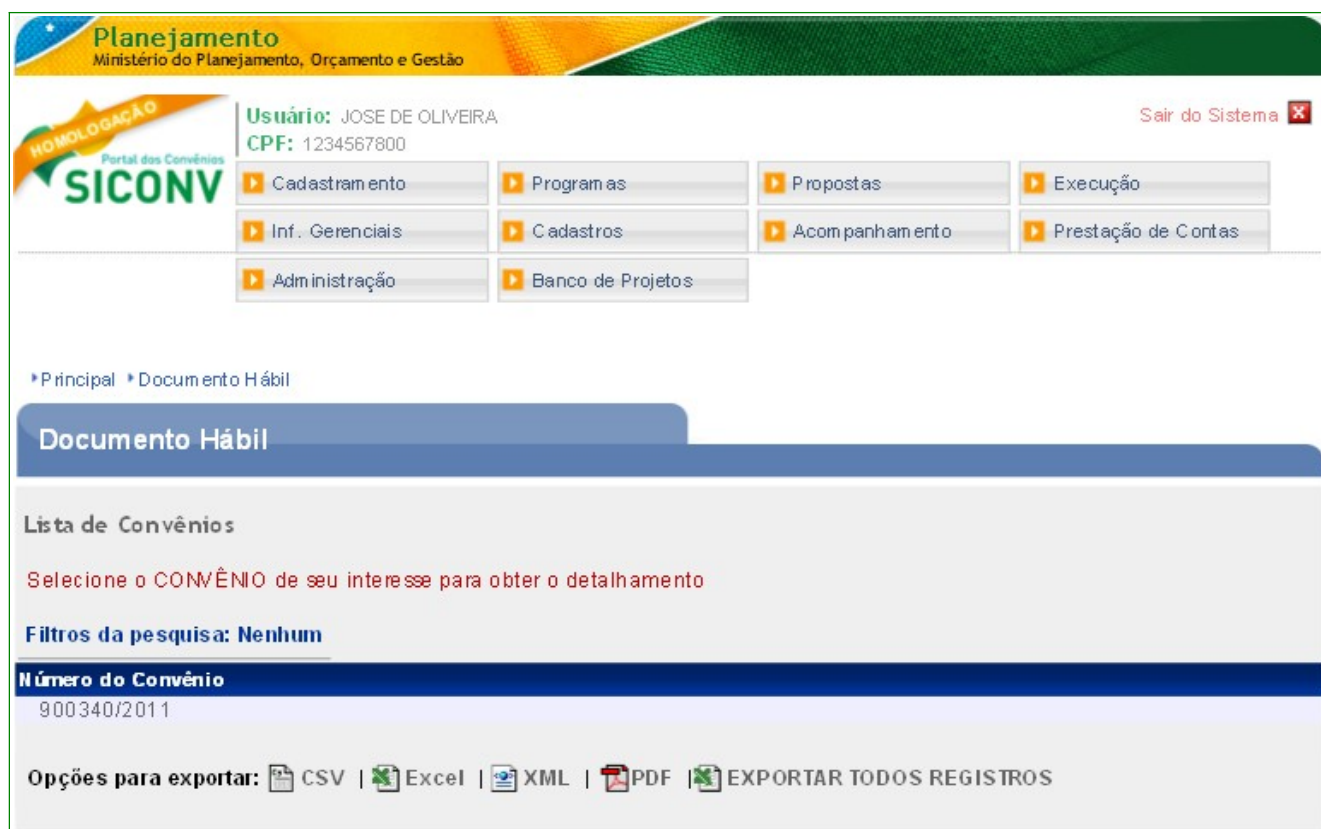 Planejamento
Ministério do Planejamento, Orçamento e Gestão
HOMOLOGAÇÃO
Portal dos Convênios
SICONV
Usuário: JOSE DE OLIVEIRA
CPF: 1234567800
Sair do Sistema
Cadastramento Programas Propostas Execução
Inf. Gerenciais Cadastros Acompanhamento Prestação de Contas
Administração Banco de Projetos
Principal Documento Hábil
Documento Hábil
Lista de Convênios
Selecione o CONVÊNIO de seu interesse para obter o detalhamento
Filtros da pesquisa: Nenhum
Número do Convênio
900340/2011
Opções para exportar: CSV | Excel | XML | PDF | EXPORTAR TODOS REGISTROS